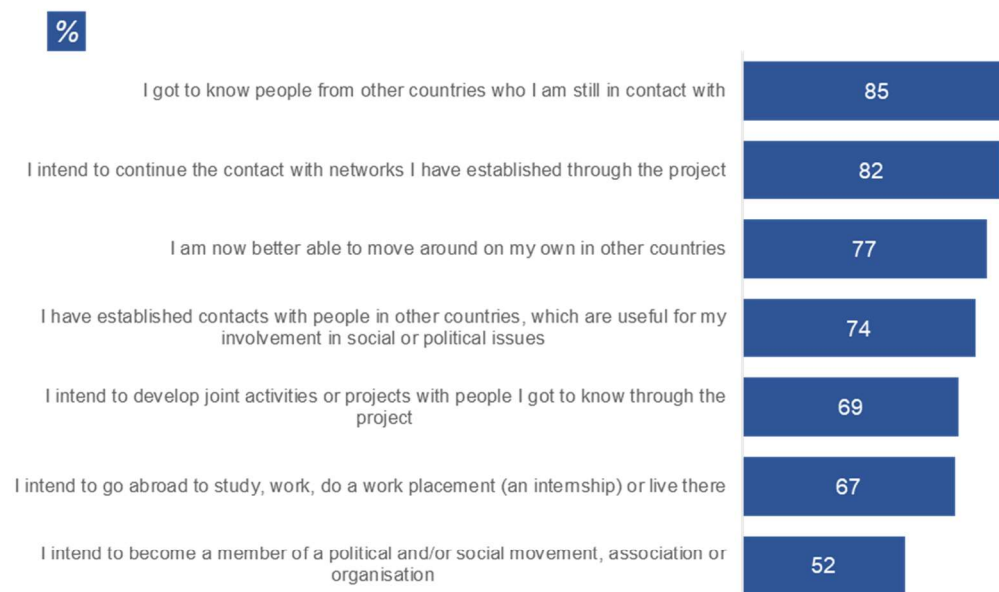 %
I got to know people from other countries who I am still in contact with
85
I intend to continue the contact with networks I have established through the project
82
I am now better able to move around on my own in other countries
77
I have established contacts with people in other countries, which are useful for my
involvement in social or political issues
74
I intend to develop joint activities or projects with people I got to know through the
project
69
I intend to go abroad to study, work, do a work placement (an internship) or live there
67
I intend to become a member of a political and/or social movement, association or
organisation
52